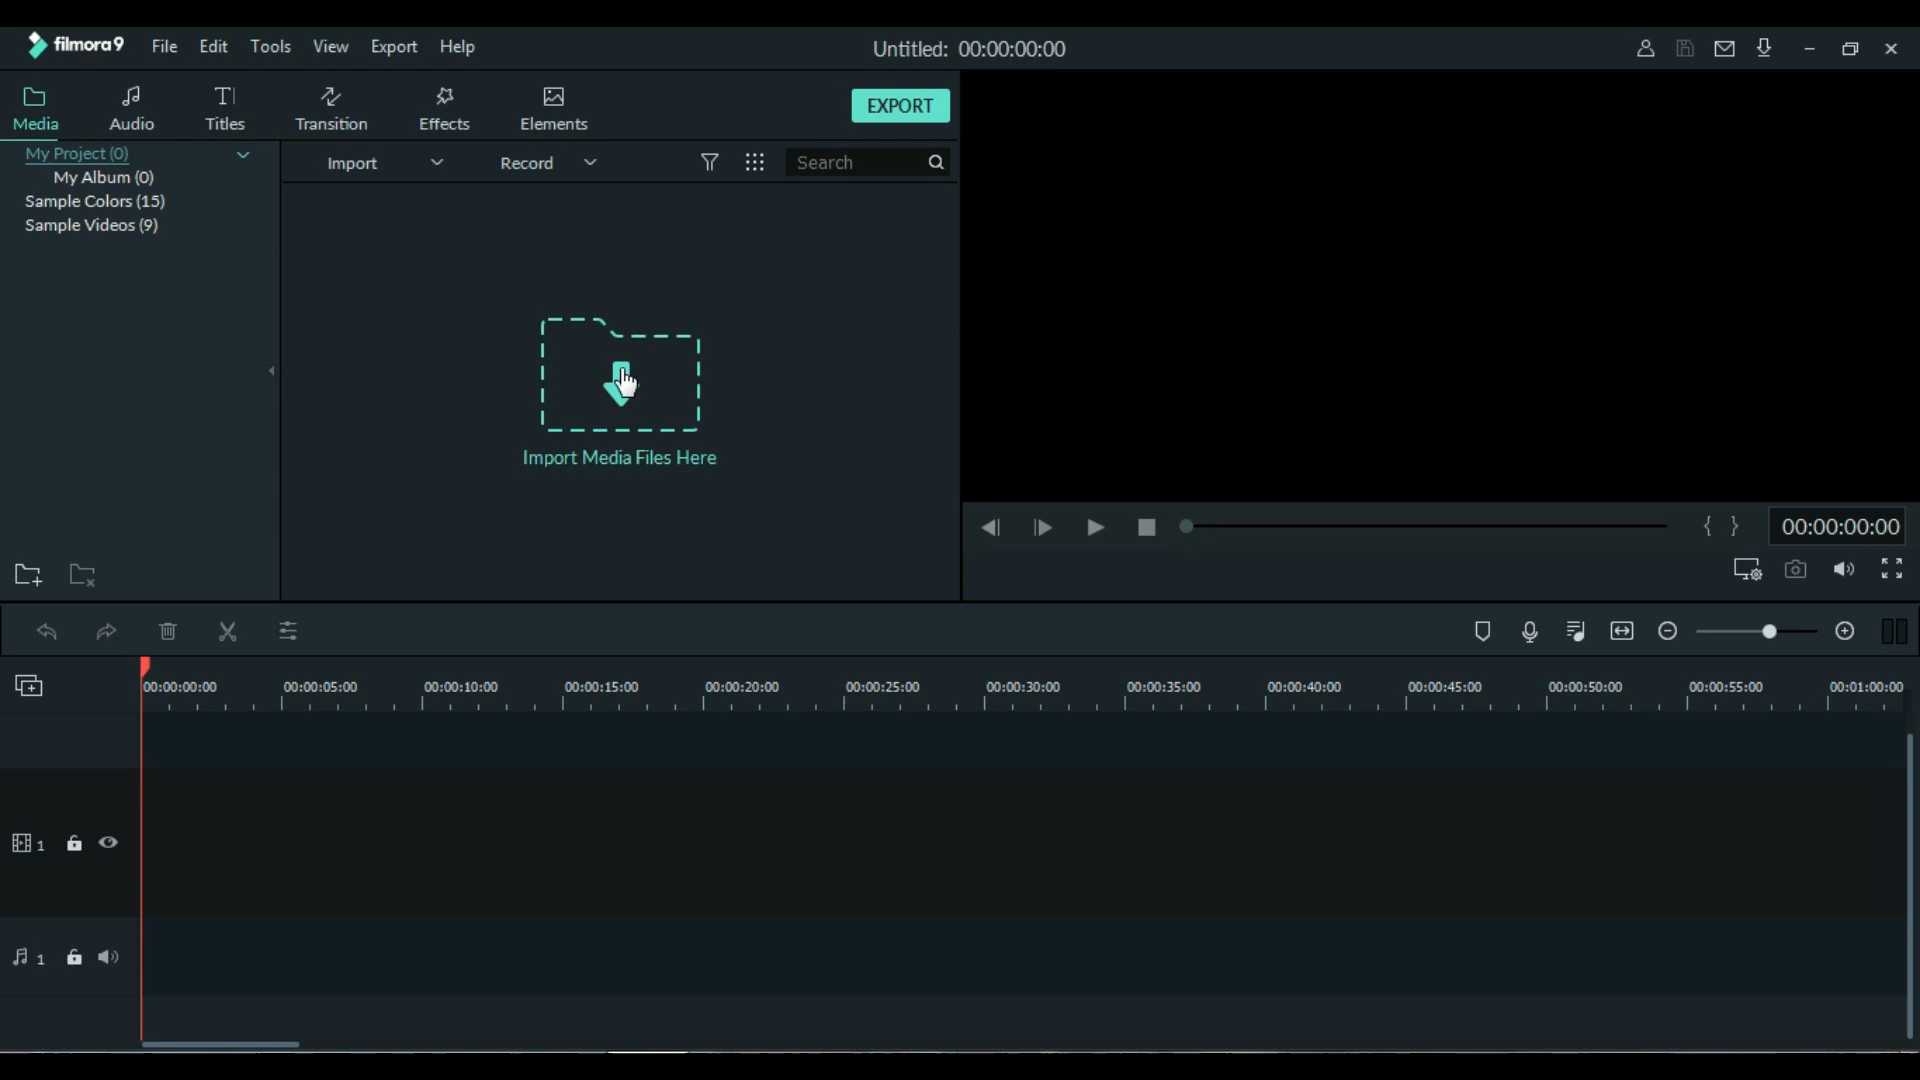 filmora9 File Edit Tools View Export Help Untitled: 00:00:00:00
Media Audio Titles Transition Effects Elements EXPORT
My Project (0)
My Album (0)
Sample Colors (15)
Sample Videos (9)
Import Record Search
Import Media Files Here
{ } 00:00:00:00
00:00:00:00 00:00:05:00 00:00:10:00 00:00:15:00 00:00:20:00 00:00:25:00 00:00:30:00 00:00:35:00 00:00:40:00 00:00:45:00 00:00:50:00 00:00:55:00 00:01:00:00
1
1